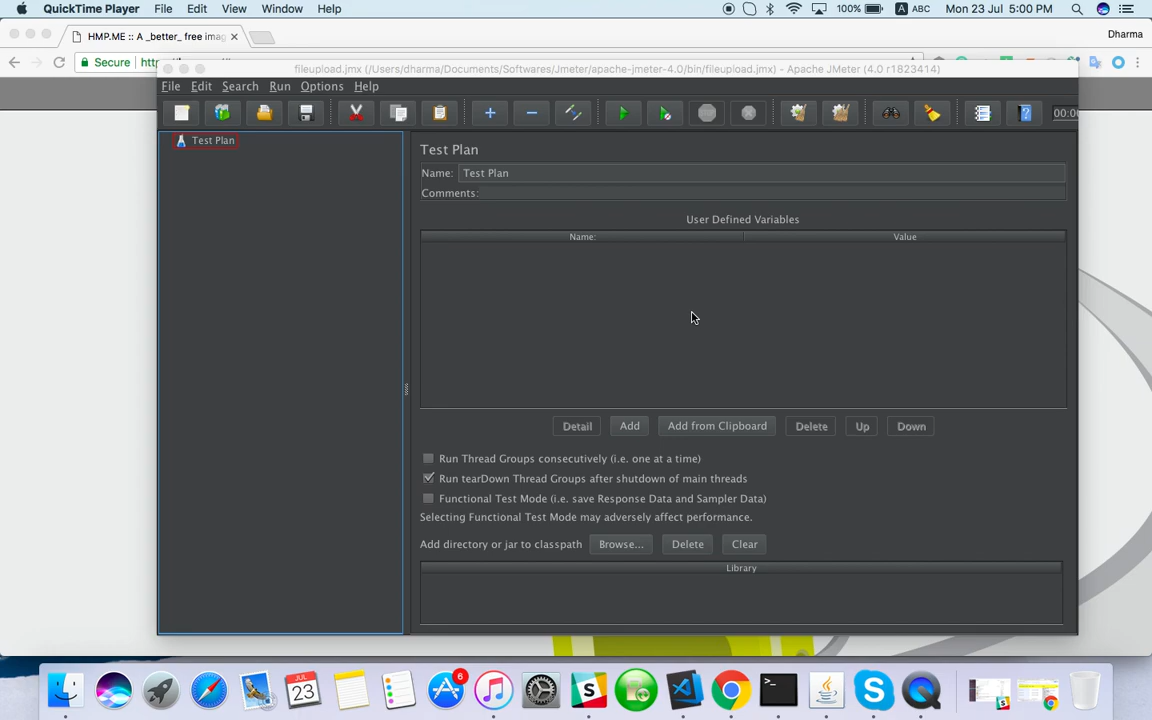 QuickTime Player File Edit View Window Help 100% A ABC Mon 23 Jul 5:00 PM
HMP.ME :: A _better_ free imag
Dharma
Secure
fileupload.jmx (/Users/dharma/Documents/Softwares/Jmeter/apache-jmeter-4.0/bin/fileupload.jmx) - Apache JMeter (4.0 r1823414)
File Edit Search Run Options Help
Test Plan
Test Plan
Name: Test Plan
Comments:
User Defined Variables
Name: Value
Detail Add Add from Clipboard Delete Up Down
Run Thread Groups consecutively (i.e. one at a time)
Run tearDown Thread Groups after shutdown of main threads
Functional Test Mode (i.e. save Response Data and Sampler Data)
Selecting Functional Test Mode may adversely affect performance.
Add directory or jar to classpath Browse... Delete Clear
Library
JUL
23
6